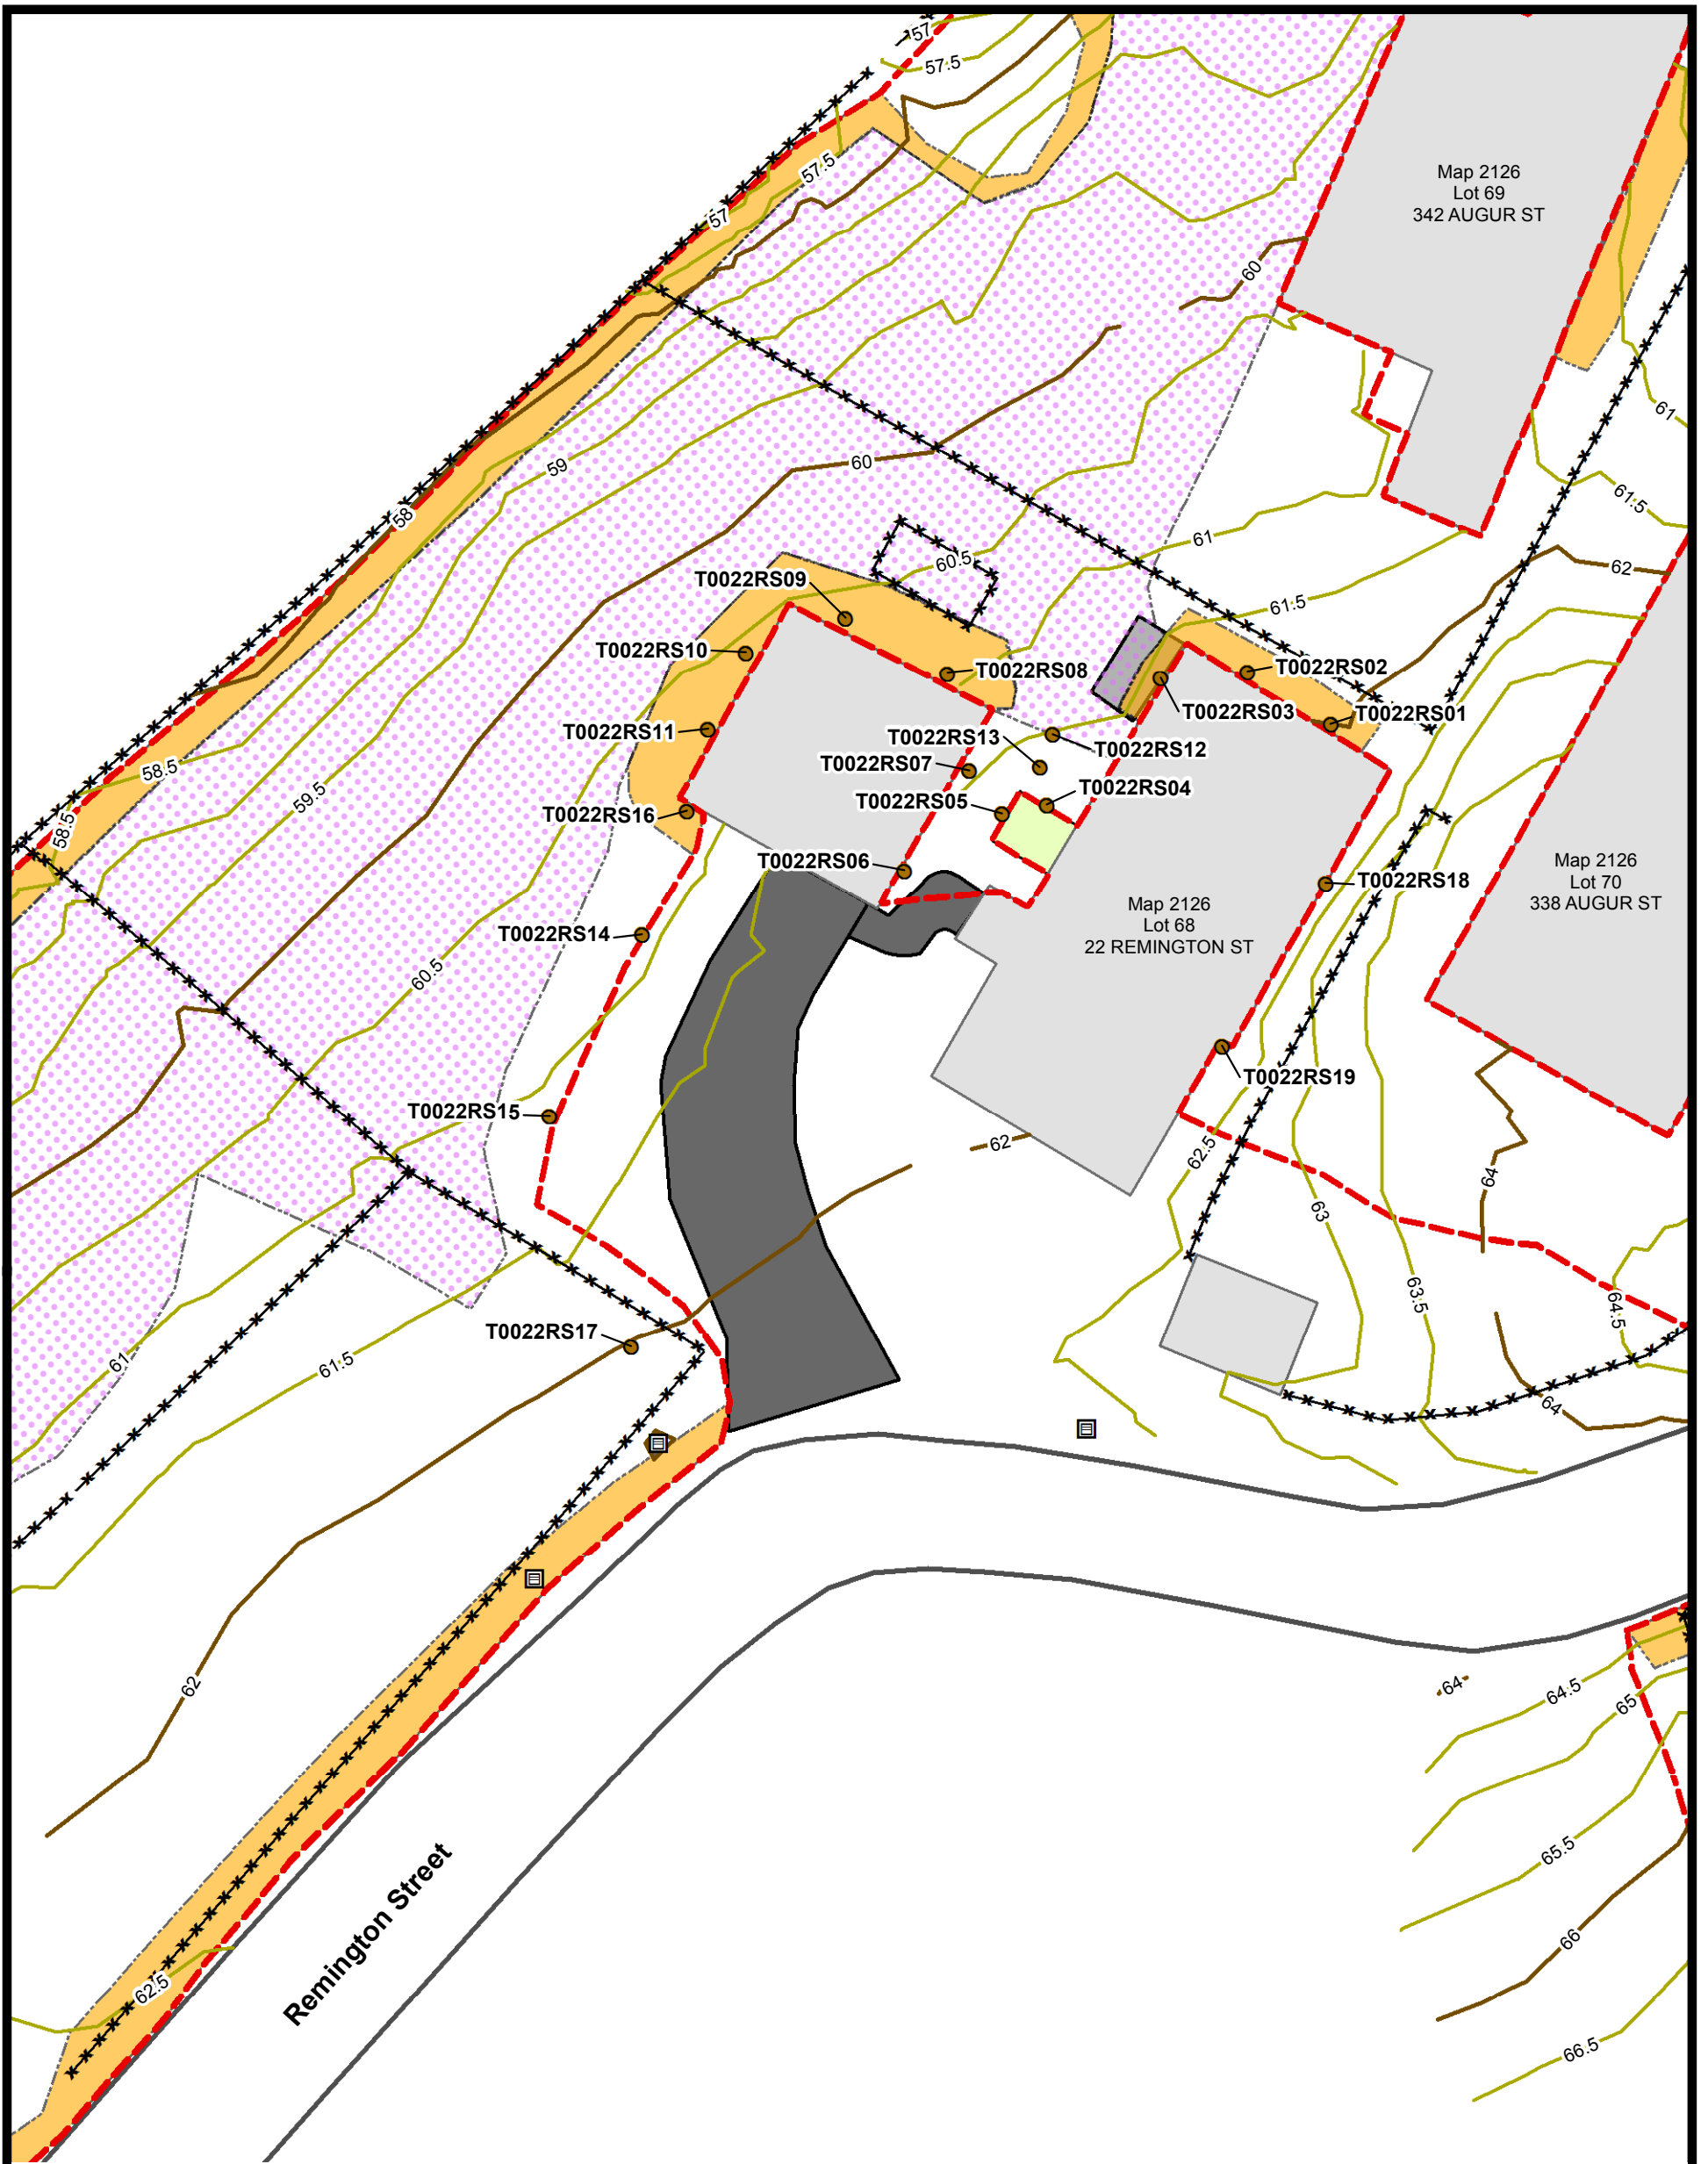 57
57.5
57.5
Map 2126
Lot 69
342 AUGUR ST
57
60
61
59
60
61.5
58
61
60.5
62
T0022RS09
61.5
T0022RS10
T0022RS08
T0022RS02
T0022RS03
T0022RS01
T0022RS11
T0022RS13
T0022RS12
T0022RS07
58.5
T0022RS04
59.5
T0022RS05
T0022RS16
58.5
T0022RS06
Map 2126
Lot 70
338 AUGUR ST
T0022RS18
Map 2126
Lot 68
22 REMINGTON ST
T0022RS14
60.5
T0022RS19
T0022RS15
62
62.5
64
63
63.5
64.5
T0022RS17
61
61.5
64
62
64
64.5
65
65.5
Remington Street
66
62.5
66.5